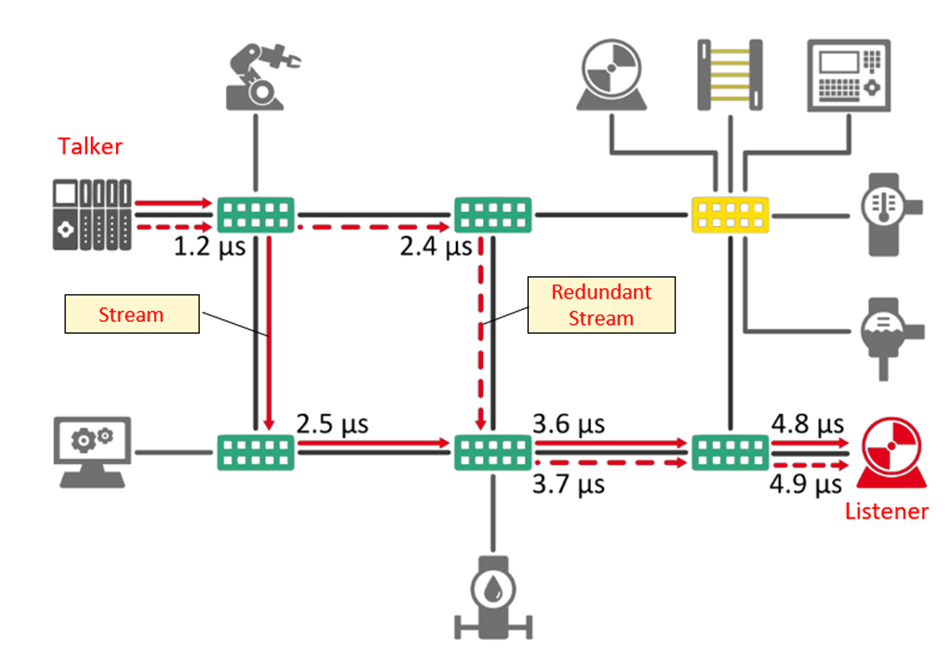 Talker
1.2 µs
2.4 µs
Stream
Redundant
Stream
2.5 µs
3.6 µs
4.8 µs
3.7 µs
4.9 µs
Listener